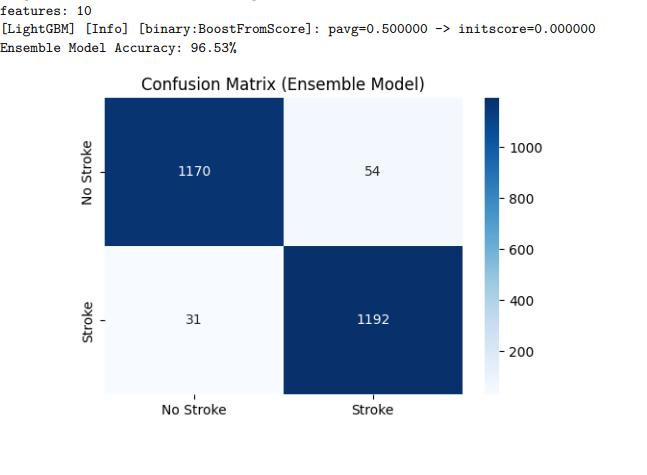 features: 10
[LightGBM] [Info] [binary:BoostFromScore]: pavg=0.500000 -> initscore=0.000000
Ensemble Model Accuracy: 96.53%
Confusion Matrix (Ensemble Model)
No Stroke
1170
54
Stroke
31
1192
No Stroke
Stroke
1000
800
600
400
200